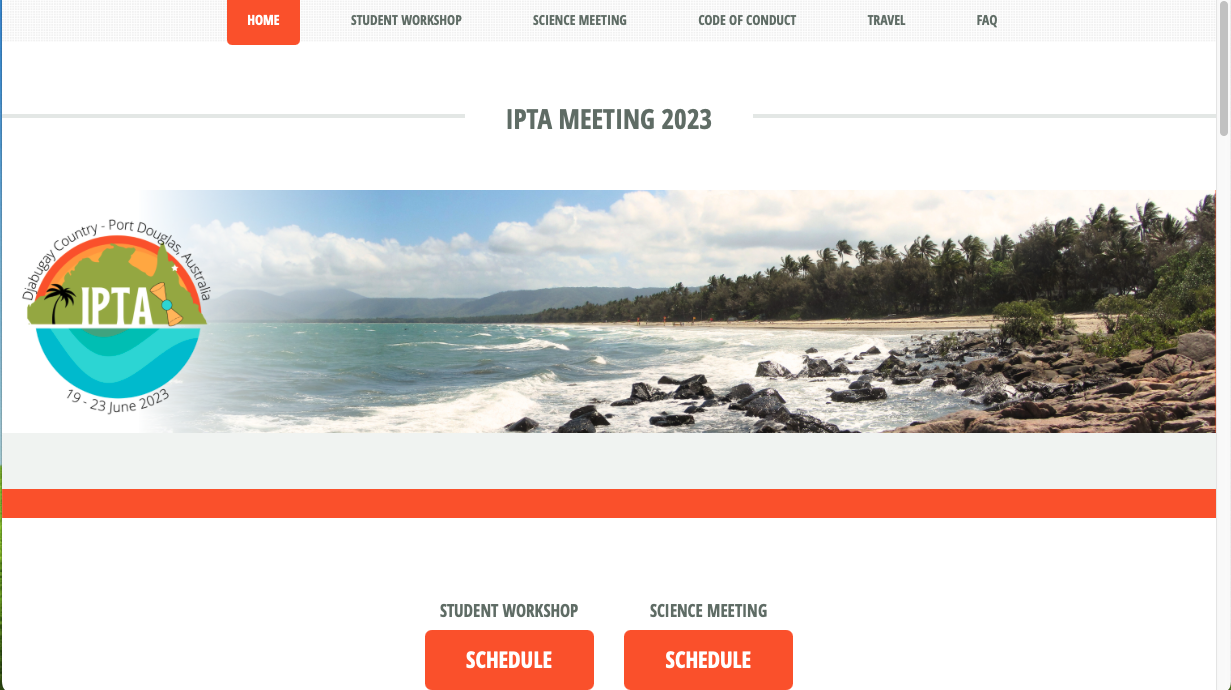 HOME STUDENT WORKSHOP SCIENCE MEETING CODE OF CONDUCT TRAVEL FAQ
IPTA MEETING 2023
Djabugay Country - Port Douglas, Australia
IPTA
19 - 23 June 2023
STUDENT WORKSHOP SCIENCE MEETING
SCHEDULE SCHEDULE